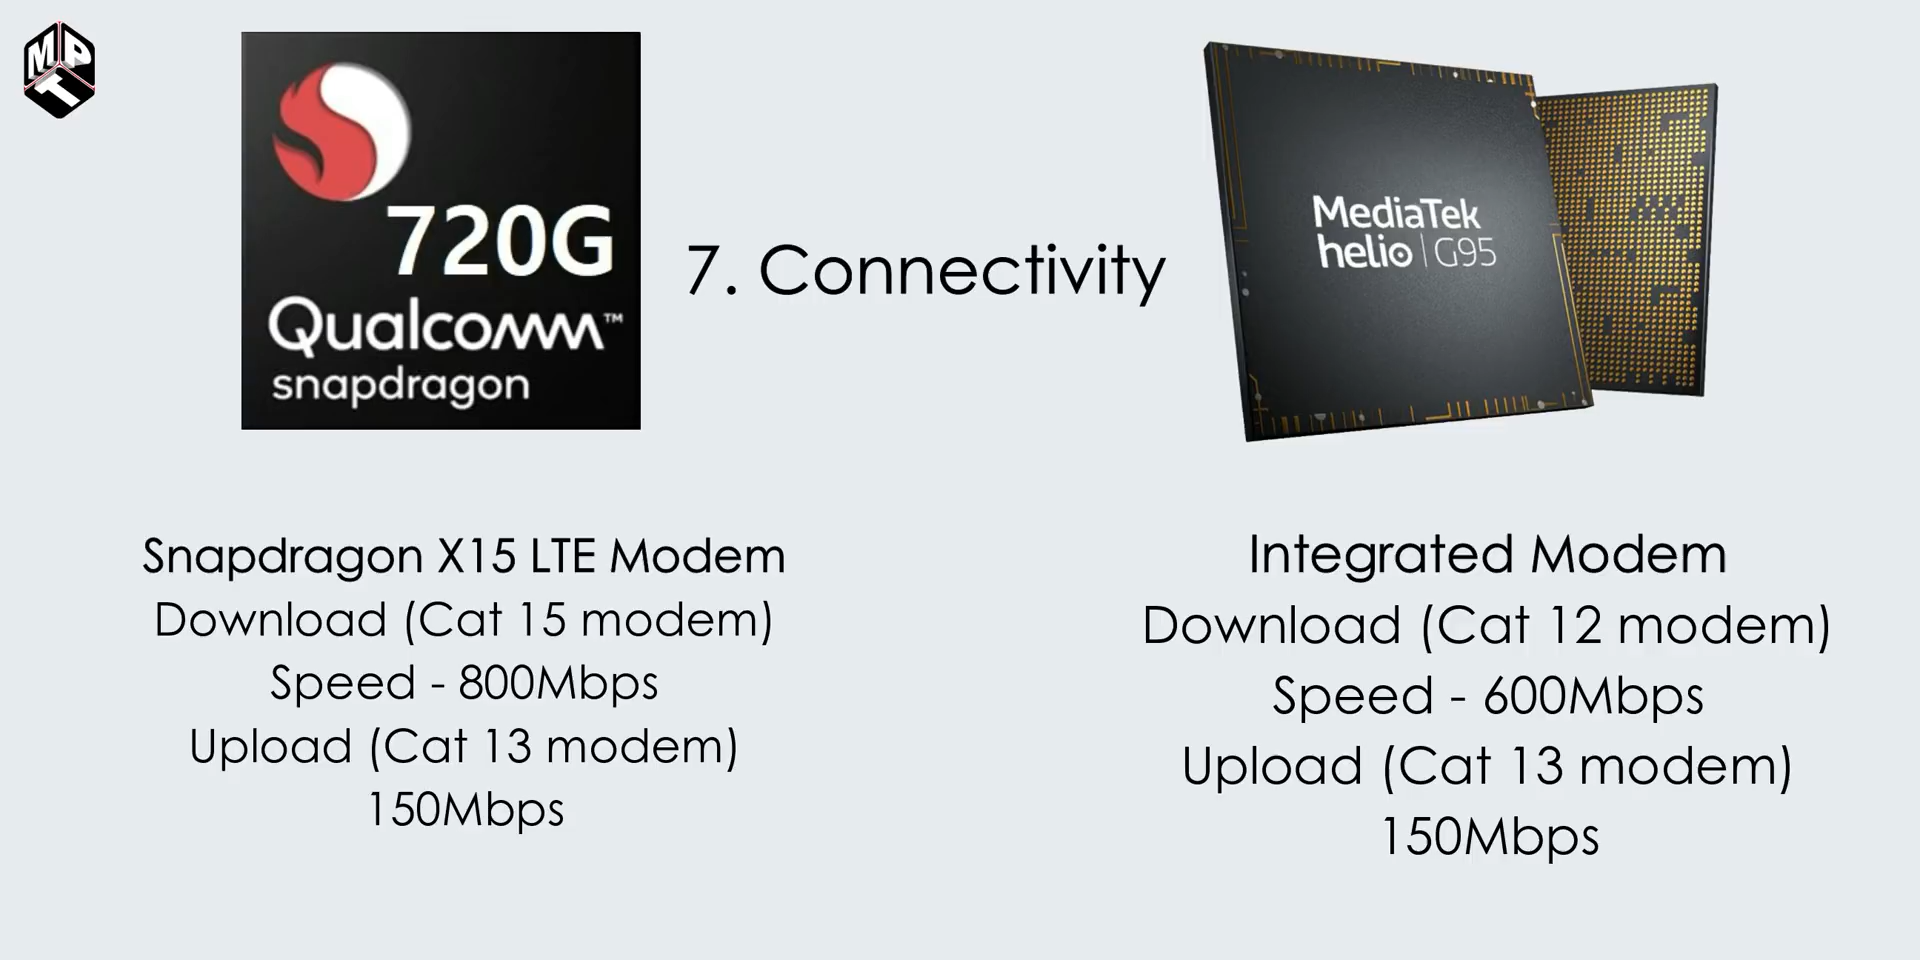 MPT
720G
Qualcomm™
snapdragon
7. Connectivity
MediaTek
helio | G95
Snapdragon X15 LTE Modem
Download (Cat 15 modem)
Speed - 800Mbps
Upload (Cat 13 modem)
150Mbps
Integrated Modem
Download (Cat 12 modem)
Speed - 600Mbps
Upload (Cat 13 modem)
150Mbps